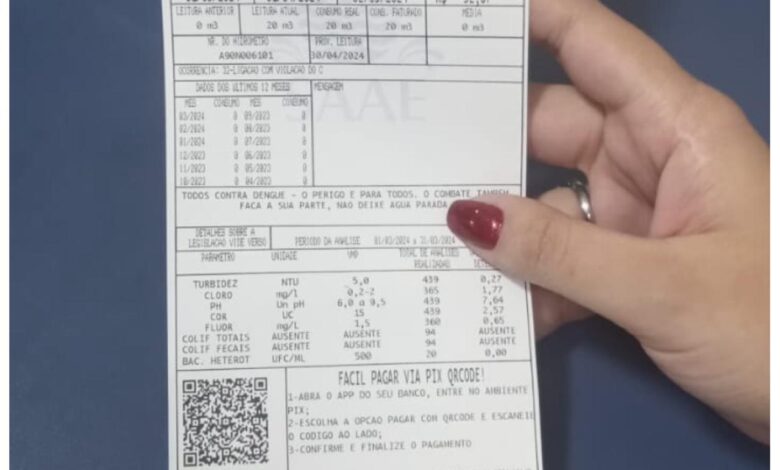 LEITURA ANTERIOR LEITURA ATUAL CONSUMO REAL CONS. FATURADO MEDIA
0 m3 20 m3 20 m3 20 m3 0 m3
NR. DO HIDROMETRO PROX. LEITURA
A90N006101 30/04/2024
OCORRENCIA: 32-LIGACAO COM VIOLACAO DO C
DADOS DOS ULTIMOS 12 MESES MENSAGEM
MES CONSUMO MES CONSUMO
03/2024 0 09/2023 0
02/2024 0 08/2023 0
01/2024 0 07/2023 0
12/2023 0 06/2023 0
11/2023 0 05/2023 0
10/2023 0 04/2023 0
SAAE
TODOS CONTRA DENGUE - O PERIGO E PARA TODOS. O COMBATE TAMBEM
FACA A SUA PARTE, NAO DEIXE AGUA PARADA
DETALHES SOBRE A
LEGISLACAO VIDE VERSO PERIODO DA ANALISE 01/03/2024 a 31/03/2024
PARAMETRO UNIDADE VMP TOTAL DE ANALISES
REALIZADAS
TURBIDEZ NTU 5,0 439 0,27
CLORO mg/l 0,2-2 365 1,77
PH Un pH 6,0 a 9,5 439 7,64
COR UC 15 439 2,57
FLUOR mg/L 1,5 360 0,65
COLIF TOTAIS AUSENTE AUSENTE 94 AUSENTE
COLIF FECAIS AUSENTE AUSENTE 94 AUSENTE
BAC. HETEROT UFC/ML 500 20 0,00
FACIL PAGAR VIA PIX QRCODE!
1-ABRA O APP DO SEU BANCO, ENTRE NO AMBIENTE
PIX;
2-ESCOLHA A OPCAO PAGAR COM QRCODE E ESCANEIE
O CODIGO AO LADO;
3-CONFIRME E FINALIZE O PAGAMENTO